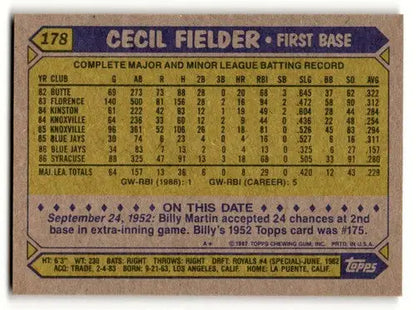 178 CECIL FIELDER • FIRST BASE
COMPLETE MAJOR AND MINOR LEAGUE BATTING RECORD
YR CLUB G AB R H 2B 3B HR RBI SB SLG BB SO AVG
82 BUTTE 69 273 73 88 28 20 68 3 .645 37 62 .322
83 FLORENCE 140 500 81 156 28 2 16 94 2 .472 58 90 .312
84 KINSTON 61 222 42 63 12 1 19 49 2 .604 28 44 .284
84 KNOXVILLE 64 236 33 60 12 2 9 44 0 .436 22 48 .254
85 KNOXVILLE 96 361 52 106 26 2 18 81 0 .526 45 83 .294
85 BLUE JAYS 30 74 6 23 4 0 4 16 0 .527 6 16 .311
86 BLUE JAYS 34 83 7 13 2 0 4 13 0 .325 6 27 .157
86 SYRACUSE 88 325 47 91 13 3 18 68 0 .505 33 91 .280
MAJ. LEA. TOTALS 64 157 13 36 6 0 8 29 0 .420 12 43 .229
GW-RBI (1986): 1 GW-RBI (CAREER): 5
ON THIS DATE
September 24, 1952: Billy Martin accepted 24 chances at 2nd
base in extra-inning game. Billy's 1952 Topps card was #175.
A* © 1987 TOPPS CHEWING GUM, INC. PRTD. IN U.S.A.
HT: 6'3" WT: 230 BATS: RIGHT THROWS: RIGHT DRFT: ROYALS #4 (SPECIAL)-JUNE, 1982
ACQ: TRADE, 2-4-83 BORN: 9-21-63, LOS ANGELES, CALIF. HOME: LA PUENTE, CALIF.
topps